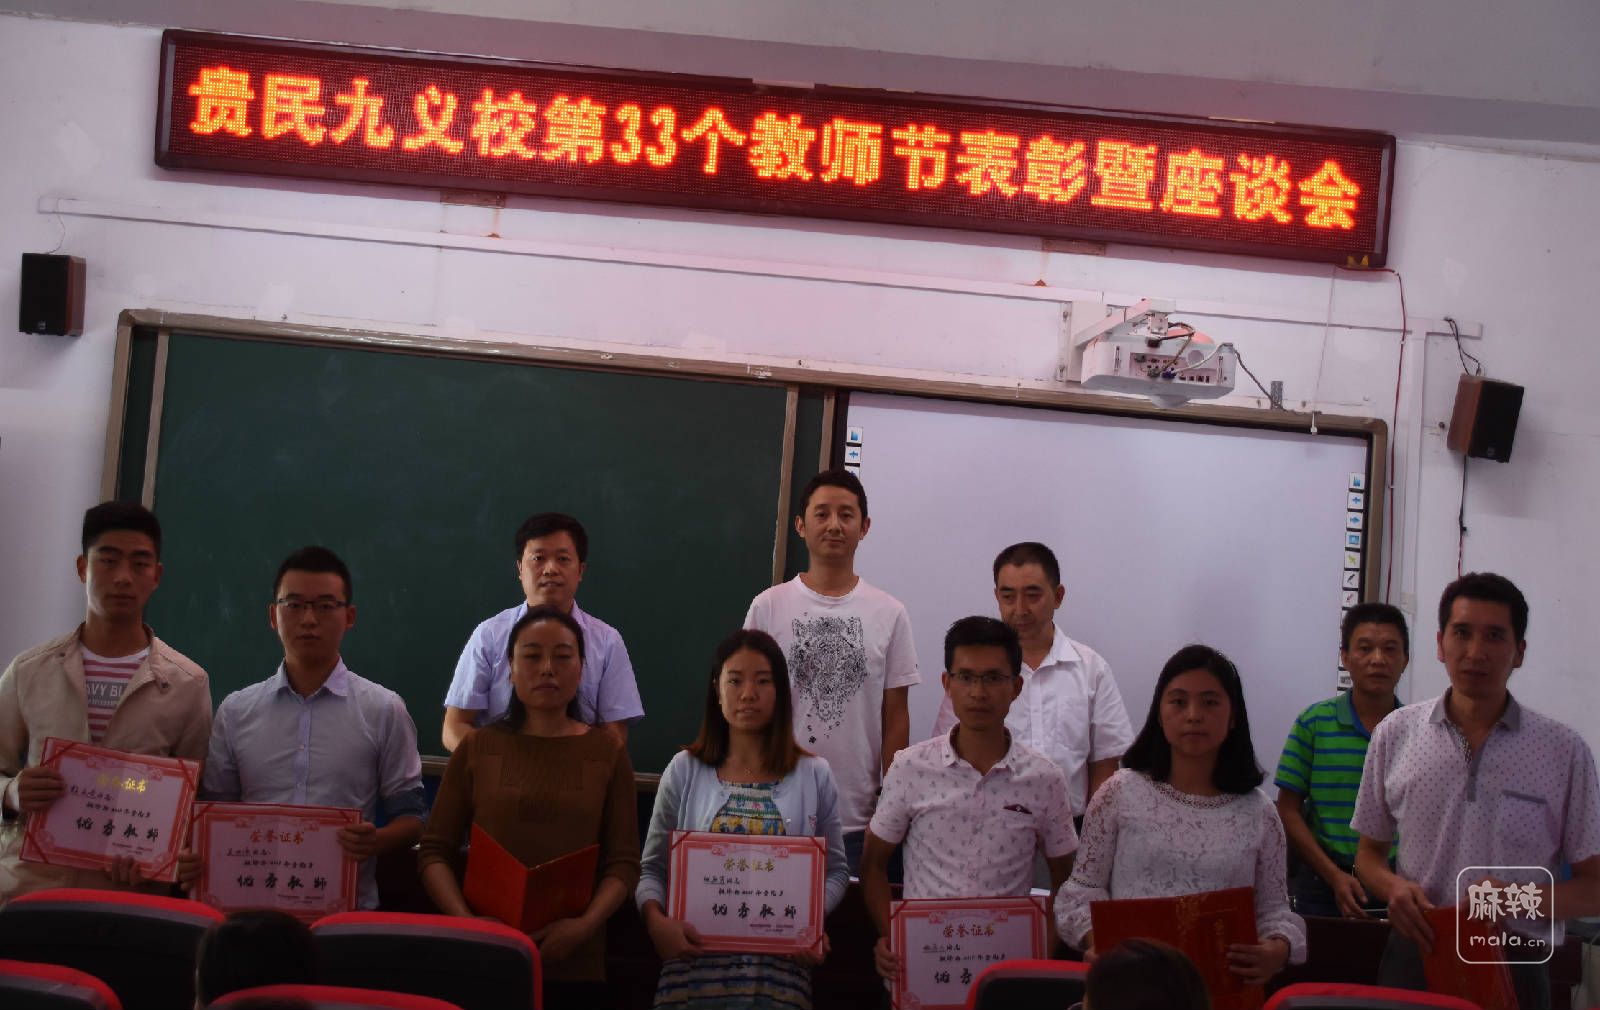 贵民九义校第33个教师节表彰暨座谈会
荣誉证书
优秀教师
荣誉证书
优秀教师
荣誉证书
优秀教师
荣誉证书
优秀
麻辣
mala.cn